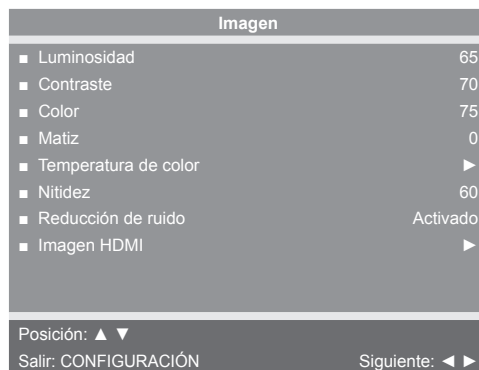 Imagen
■ Luminosidad 65
■ Contraste 70
■ Color 75
■ Matiz 0
■ Temperatura de color ►
■ Nitidez 60
■ Reducción de ruido Activado
■ Imagen HDMI ►
Posición: ▲ ▼
Salir: CONFIGURACIÓN Siguiente: ◄ ►